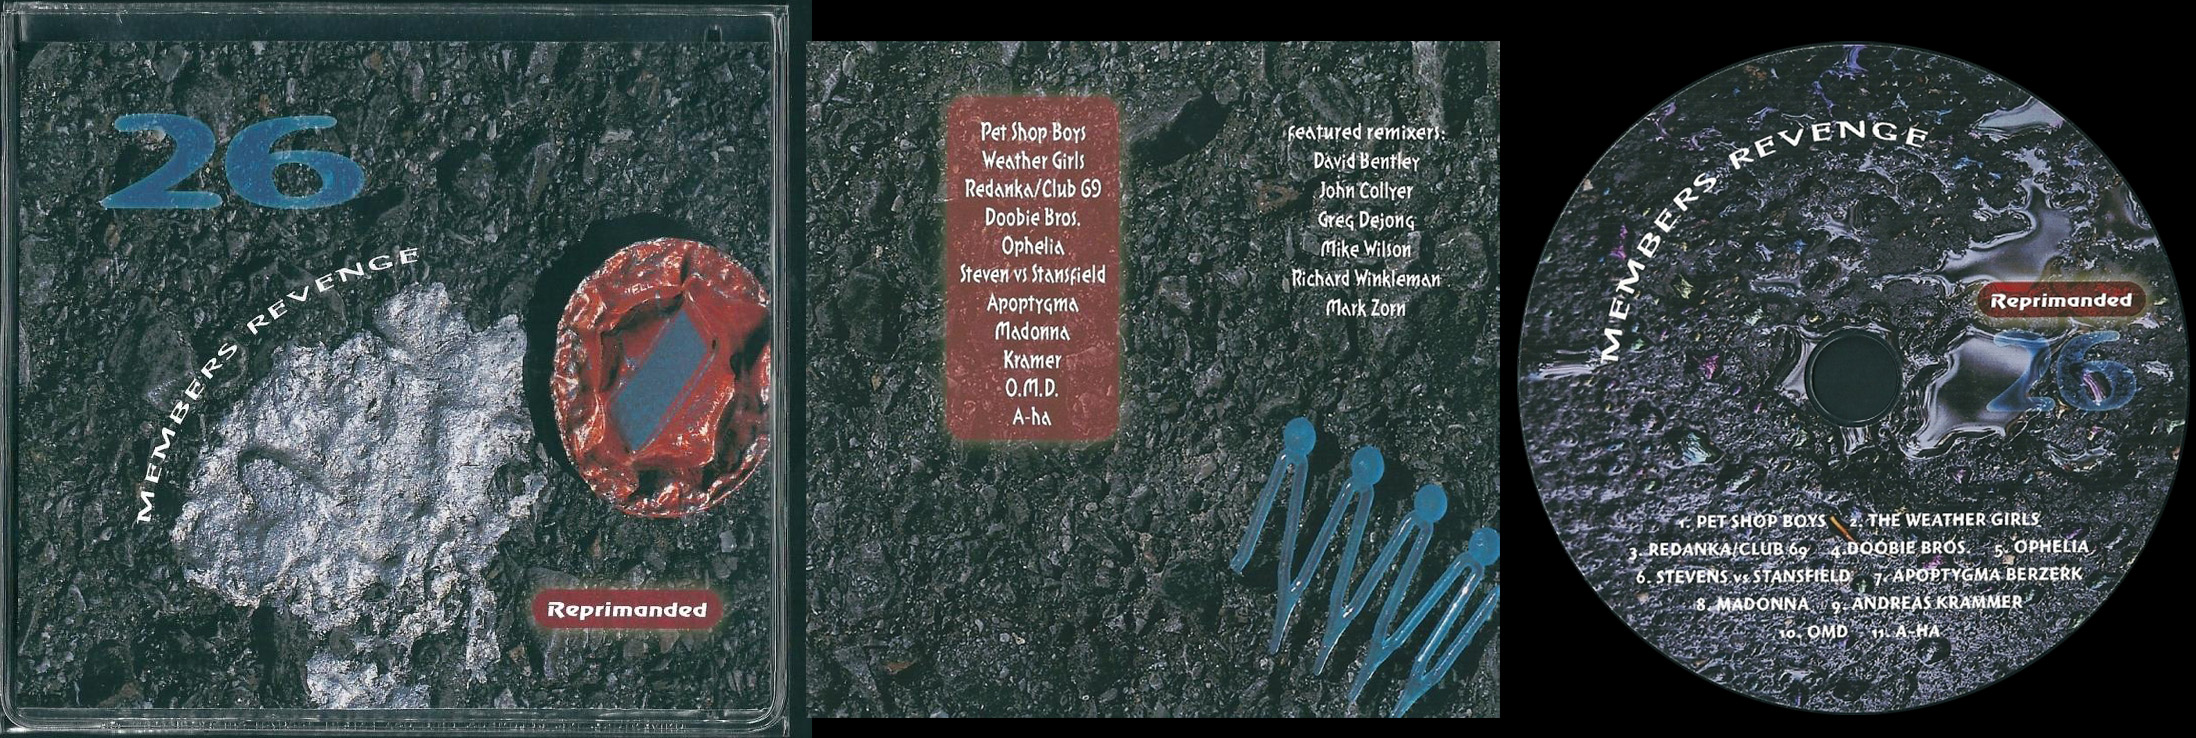 26
MEMBERS REVENGE
Reprimanded
Pet Shop Boys
Weather Girls
Redanka/Club 69
Doobie Bros.
Ophelia
Steven vs Stansfield
Apoptygma
Madonna
Kramer
O.M.D.
A-ha
featured remixers:
David Bentley
John Collyer
Greg Dejong
Mike Wilson
Richard Winkleman
Mark Zorn
MEMBERS REVENGE
Reprimanded
26
1. PET SHOP BOYS 2. THE WEATHER GIRLS
3. REDANKA/CLUB 69 4.DOOBIE BROS. 5. OPHELIA
6. STEVENS vs STANSFIELD 7. APOPTYGMA BERZERK
8. MADONNA 9. ANDREAS KRAMMER
10. OMD 11. A-HA